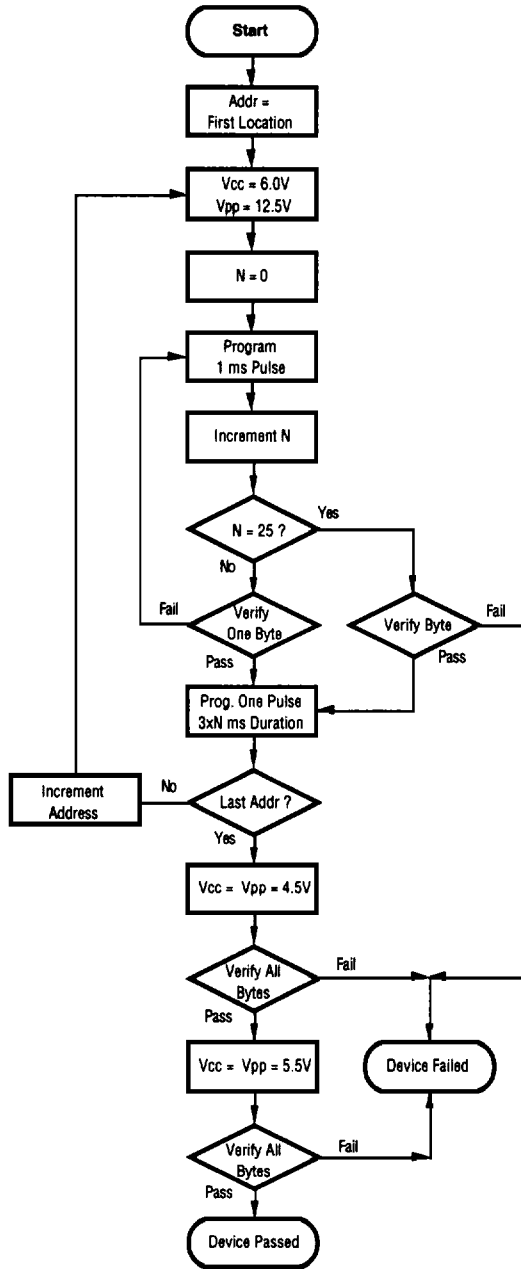 Start
Addr =
First Location
Vcc = 6.0V
Vpp = 12.5V
N = 0
Program
1 ms Pulse
Increment N
N = 25 ?
Yes
No
Verify
One Byte
Fail
Pass
Verify Byte
Fail
Pass
Prog. One Pulse
3xN ms Duration
Last Addr ?
No
Increment
Address
Yes
Vcc = Vpp = 4.5V
Verify All
Bytes
Fail
Pass
Vcc = Vpp = 5.5V
Device Failed
Verify All
Bytes
Fail
Pass
Device Passed